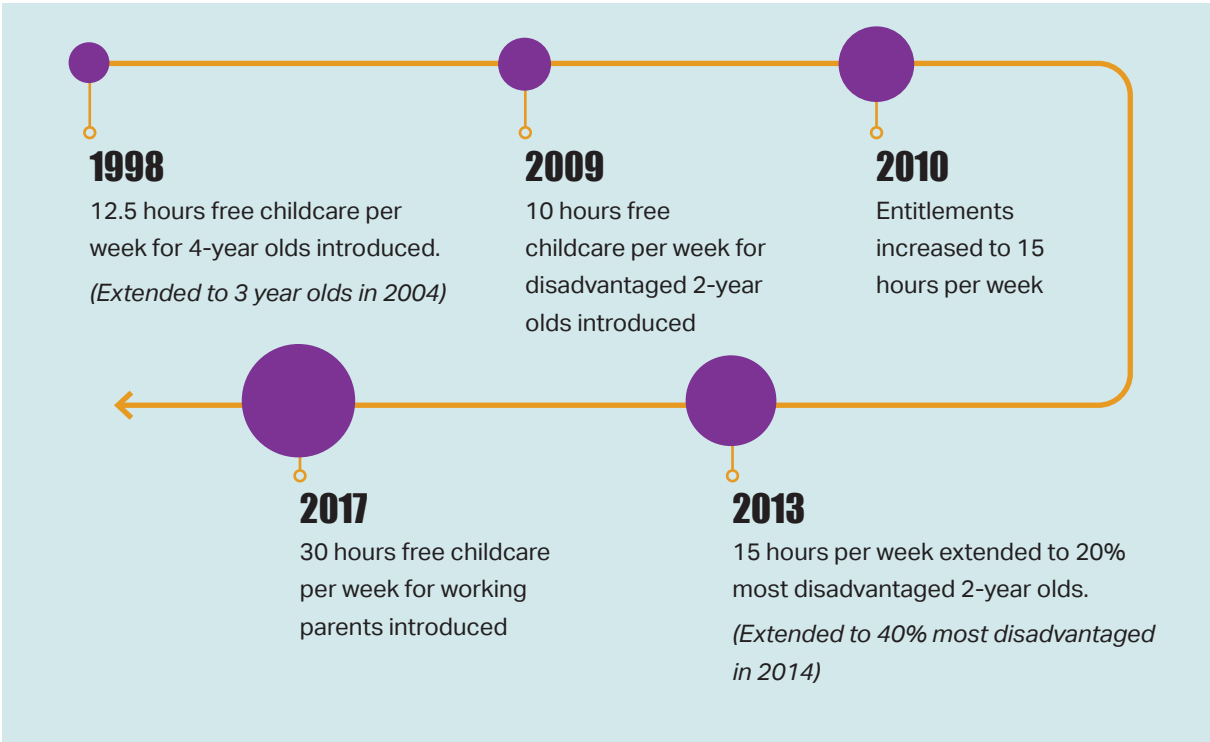 1998
12.5 hours free childcare per
week for 4-year olds introduced.
(Extended to 3 year olds in 2004)
2009
10 hours free
childcare per week for
disadvantaged 2-year
olds introduced
2010
Entitlements
increased to 15
hours per week
2013
15 hours per week extended to 20%
most disadvantaged 2-year olds.
(Extended to 40% most disadvantaged
in 2014)
2017
30 hours free childcare
per week for working
parents introduced